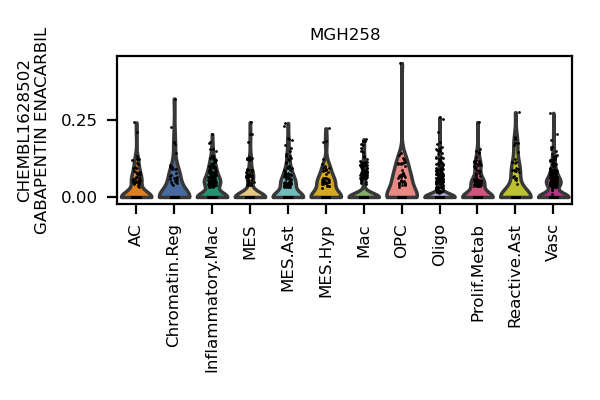 MGH258
CHEMBL1628502
GABAPENTIN ENACARBIL
0.25
0.00
AC
Chromatin.Reg
Inflammatory.Mac
MES
MES.Ast
MES.Hyp
Mac
OPC
Oligo
Prolif.Metab
Reactive.Ast
Vasc